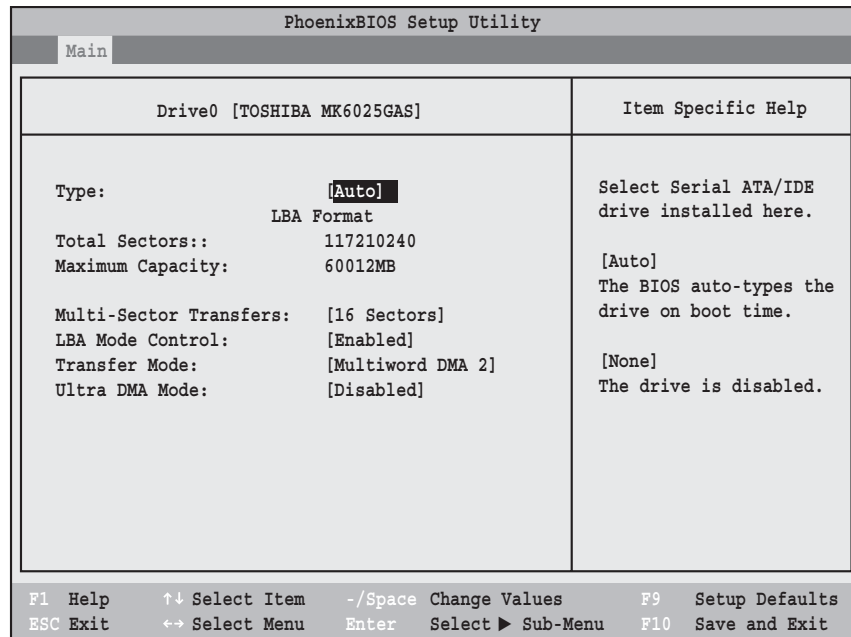 PhoenixBIOS Setup Utility
Main
Drive0 [TOSHIBA MK6025GAS]
Type: [Auto]
LBA Format
Total Sectors:: 117210240
Maximum Capacity: 60012MB
Multi-Sector Transfers: [16 Sectors]
LBA Mode Control: [Enabled]
Transfer Mode: [Multiword DMA 2]
Ultra DMA Mode: [Disabled]
Item Specific Help
Select Serial ATA/IDE
drive installed here.
[Auto]
The BIOS auto-types the
drive on boot time.
[None]
The drive is disabled.
F1 Help ↑↓ Select Item -/Space Change Values F9 Setup Defaults
ESC Exit ←→ Select Menu Enter Select ▶ Sub-Menu F10 Save and Exit